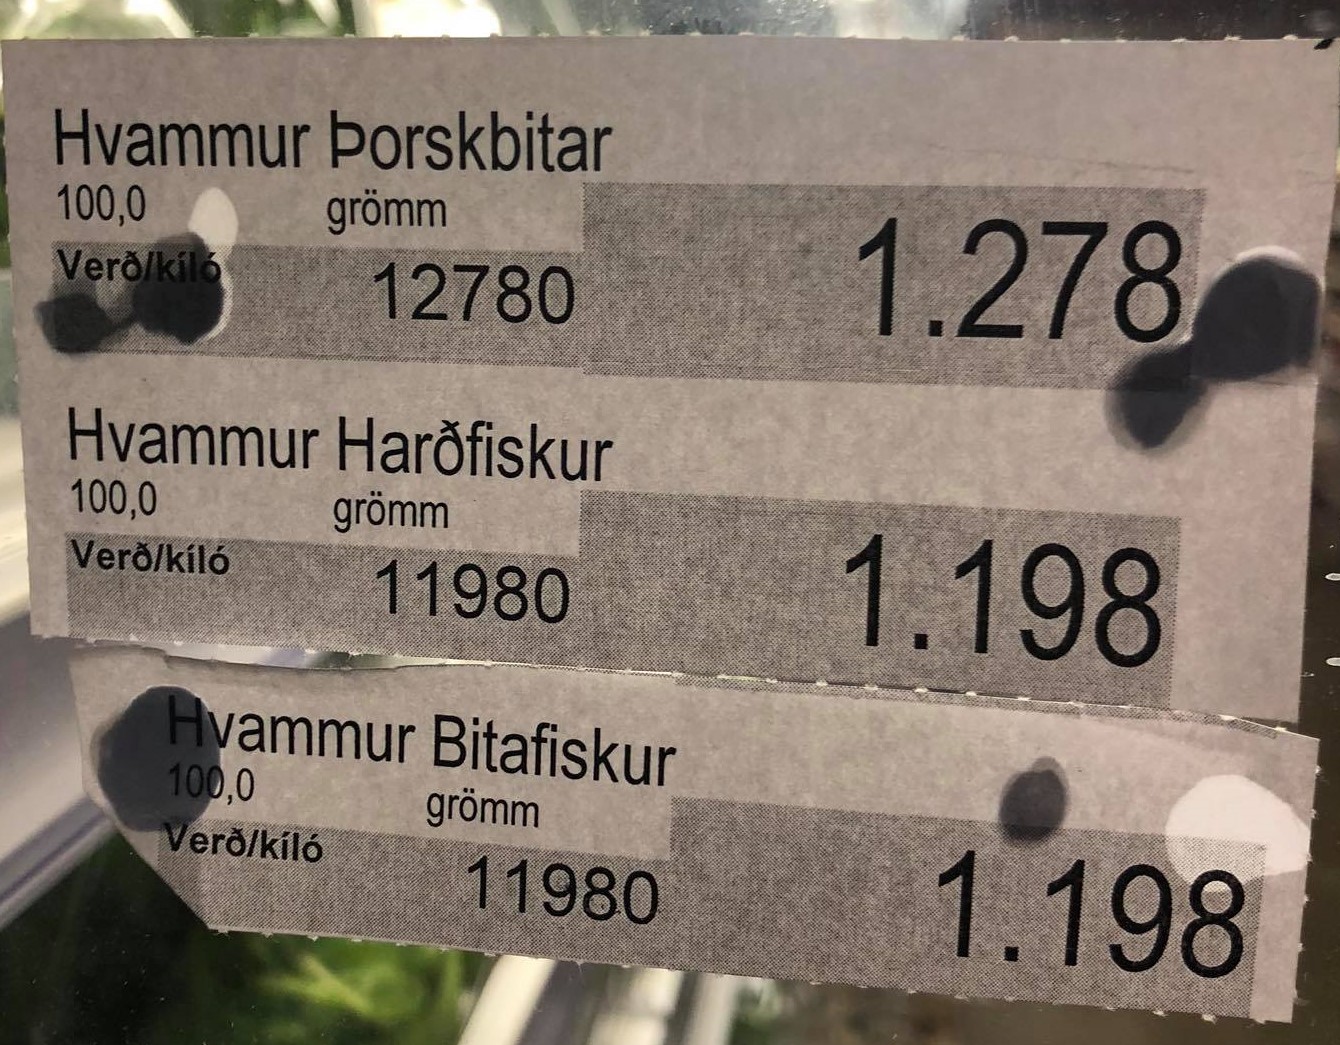 Hvammur Þorskbitar
100,0 grömm
Verð/kíló 12780 1.278
Hvammur Harðfiskur
100,0 grömm
Verð/kíló 11980 1.198
Hvammur Bitafiskur
100,0 grömm
Verð/kíló 11980 1.198